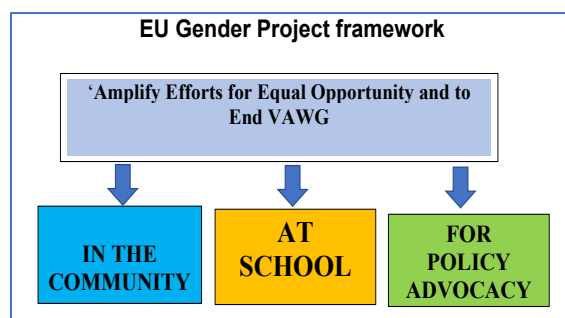 EU Gender Project framework
‘Amplify Efforts for Equal Opportunity and to
End VAWG
IN THE
COMMUNITY
AT
SCHOOL
FOR
POLICY
ADVOCACY